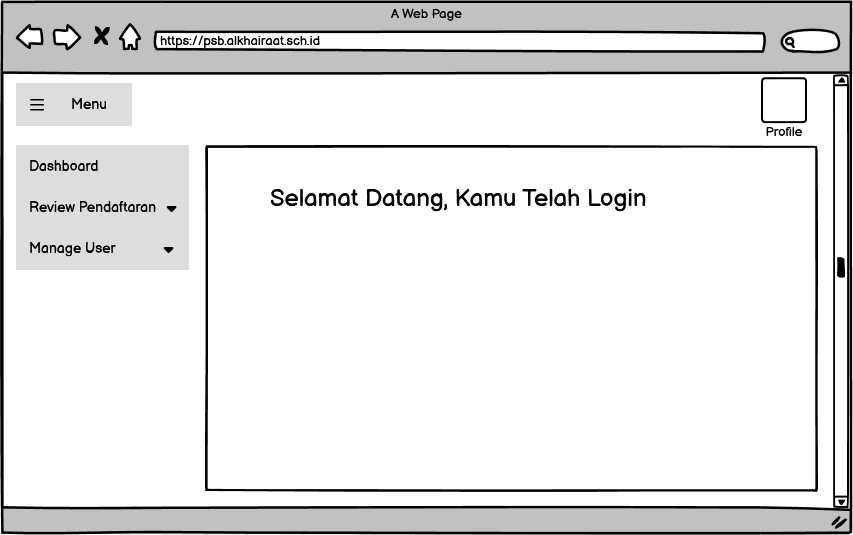 A Web Page
https://psb.alkhairaat.sch.id
Menu
Profile
Dashboard
Review Pendaftaran
Manage User
Selamat Datang, Kamu Telah Login